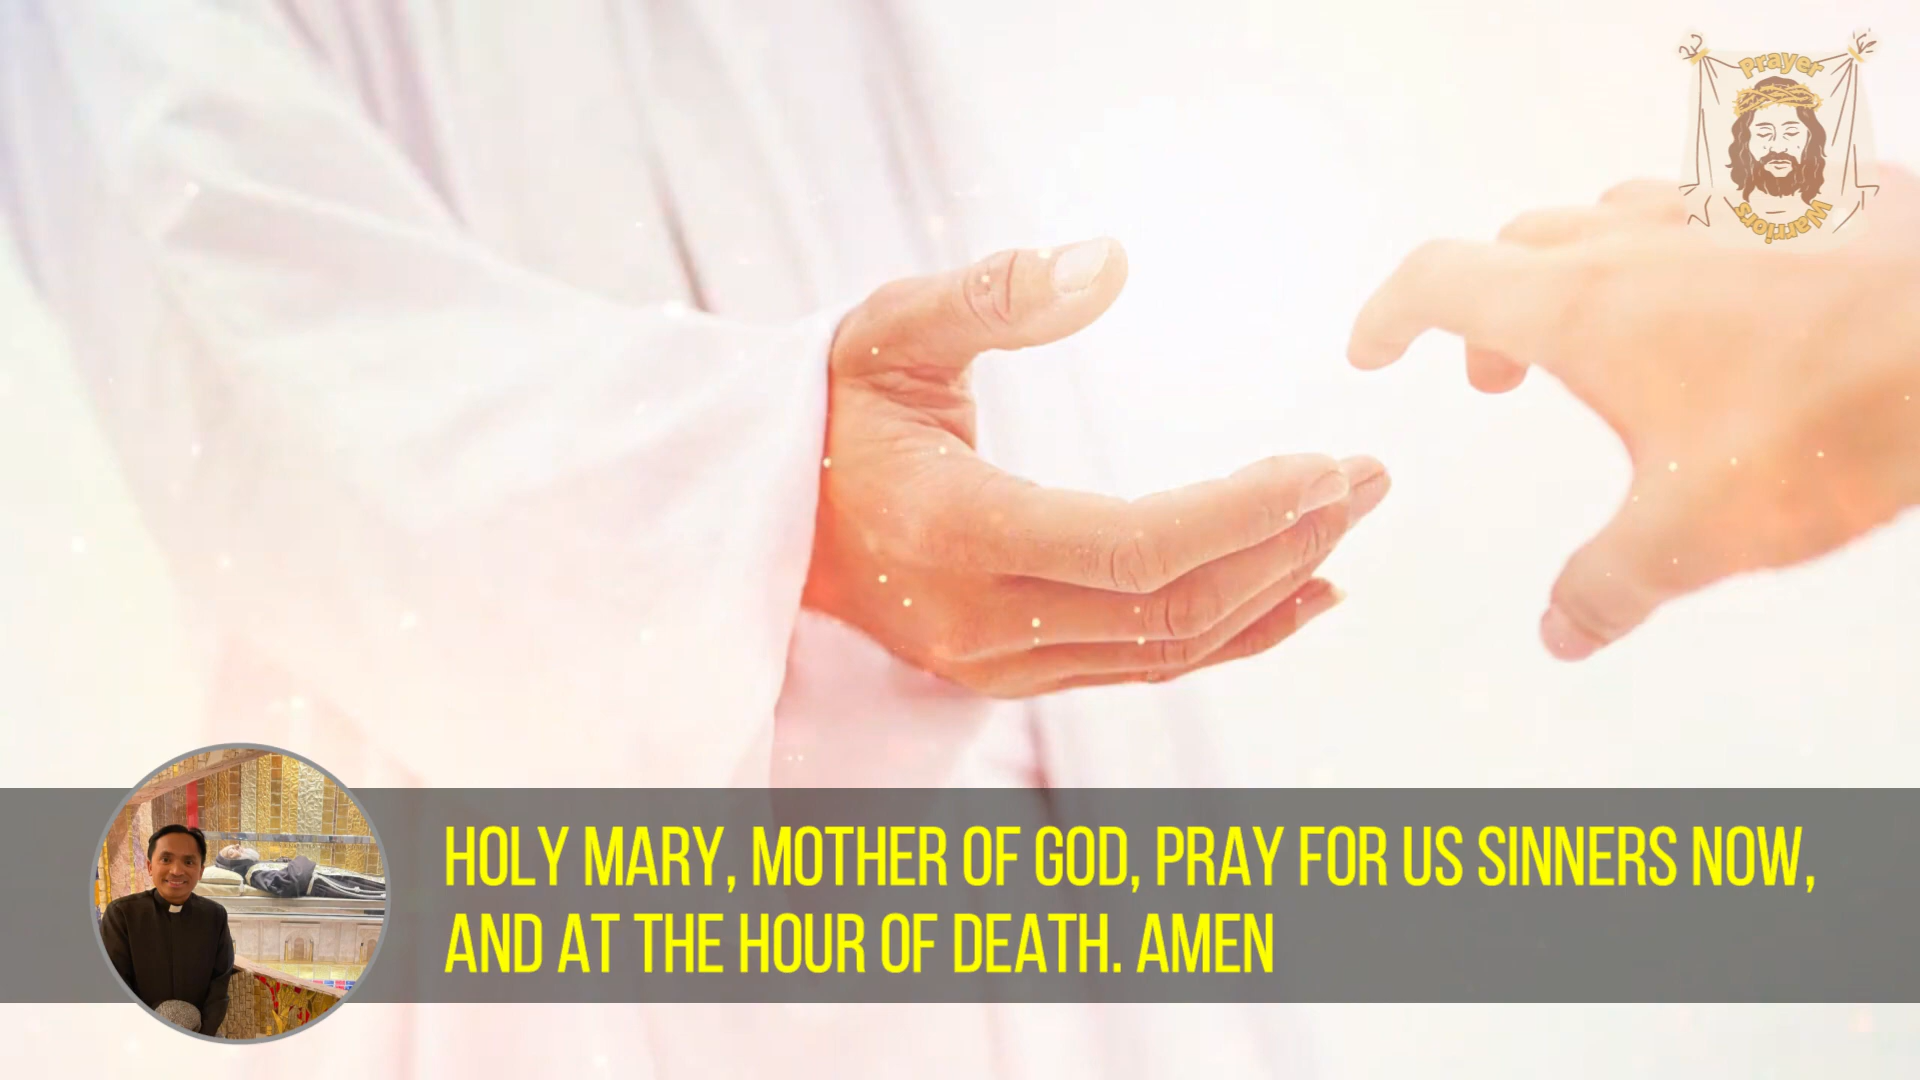 Prayer
Warriors
HOLY MARY, MOTHER OF GOD, PRAY FOR US SINNERS NOW,
AND AT THE HOUR OF DEATH. AMEN